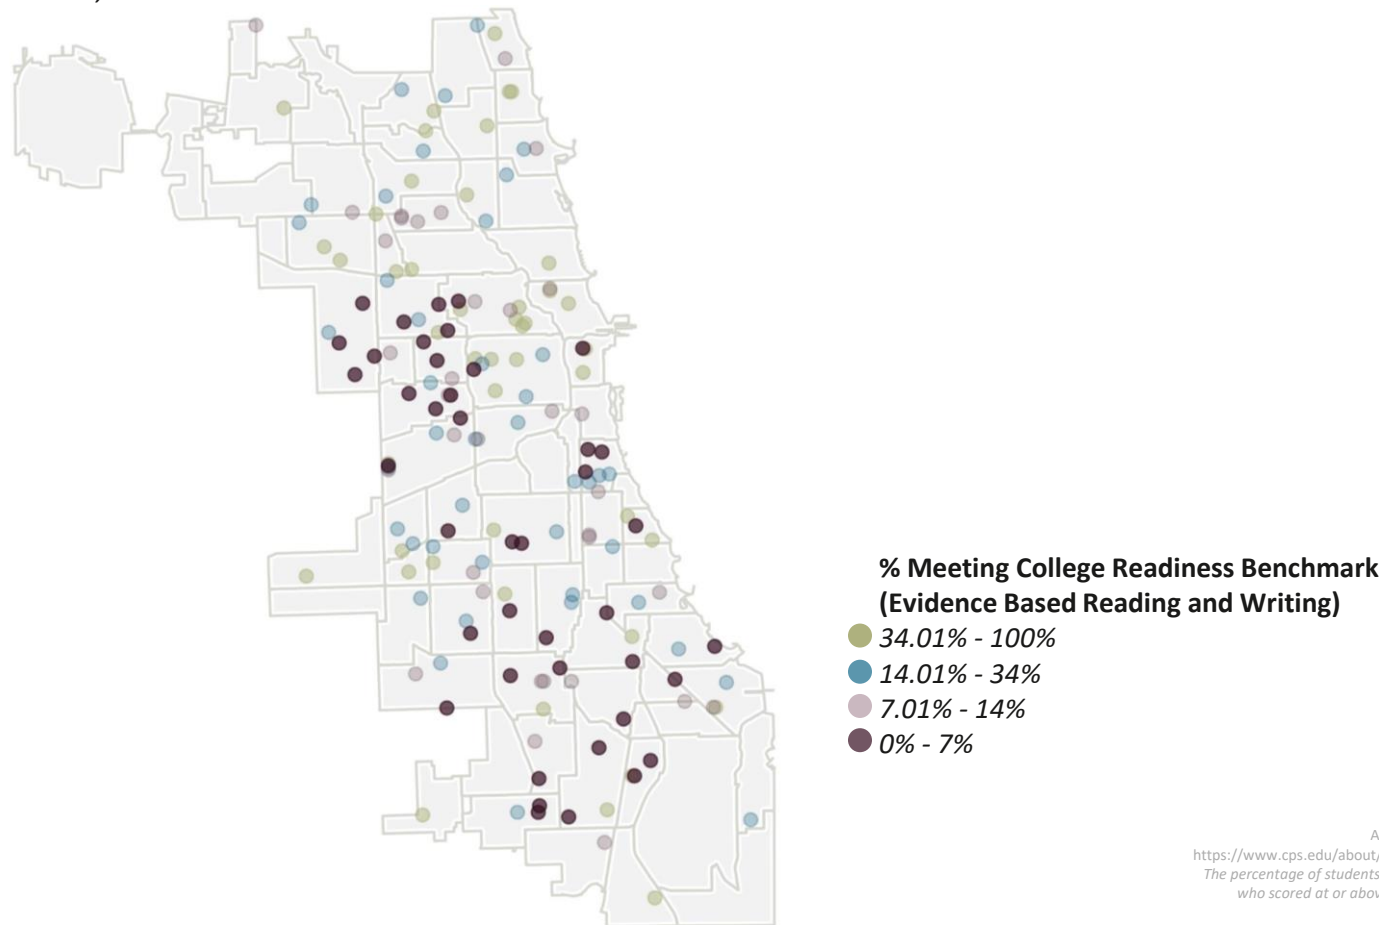 % Meeting College Readiness Benchmark
(Evidence Based Reading and Writing)
34.01% - 100%
14.01% - 34%
7.01% - 14%
0% - 7%
A
https://www.cps.edu/about/
The percentage of students
who scored at or abov